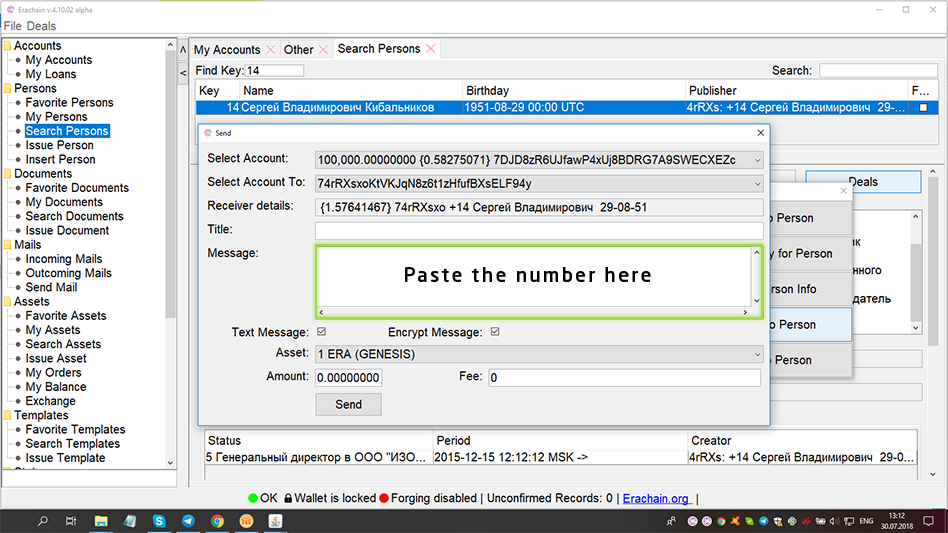 Erachain v.4.10.02 alpha
File Deals
Accounts
My Accounts
My Loans
Persons
Favorite Persons
My Persons
Search Persons
Issue Person
Insert Person
Documents
Favorite Documents
My Documents
Search Documents
Issue Document
Mails
Incoming Mails
Outcoming Mails
Send Mail
Assets
Favorite Assets
My Assets
Search Assets
Issue Asset
My Orders
My Balance
Exchange
Templates
Favorite Templates
Search Templates
Issue Template
My Accounts Other Search Persons
Find Key: 14 Search:
Key Name Birthday Publisher F...
14 Сергей Владимирович Кибальников 1951-08-29 00:00 UTC 4rRXs: +14 Сергей Владимирович 29-08...
Send
Select Account: 100,000.00000000 {0.58275071} 7DJD8zR6UJfawP4xUj8BDRG7A9SWECXEZc
Select Account To: 74rRXsxoKtVKJqN8z6t1zHfufBXsELF94y
Receiver details: {1.57641467} 74rRXsxo +14 Сергей Владимирович 29-08-51
Title:
Message:
Paste the number here
Text Message: Encrypt Message:
Asset: 1 ERA (GENESIS)
Amount: 0.00000000 Fee: 0
Send
Deals
o Person
y for Person
rson Info
o Person
Person
ик
нного
датель
Status Period Creator
5 Генеральный директор в ООО "ИЗО... 2015-12-15 12:12:12 MSK -> 4rRXs: +14 Сергей Владимирович 29-0...
OK Wallet is locked Forging disabled | Unconfirmed Records: 0 | Erachain.org |
ENG
13:12
30.07.2018